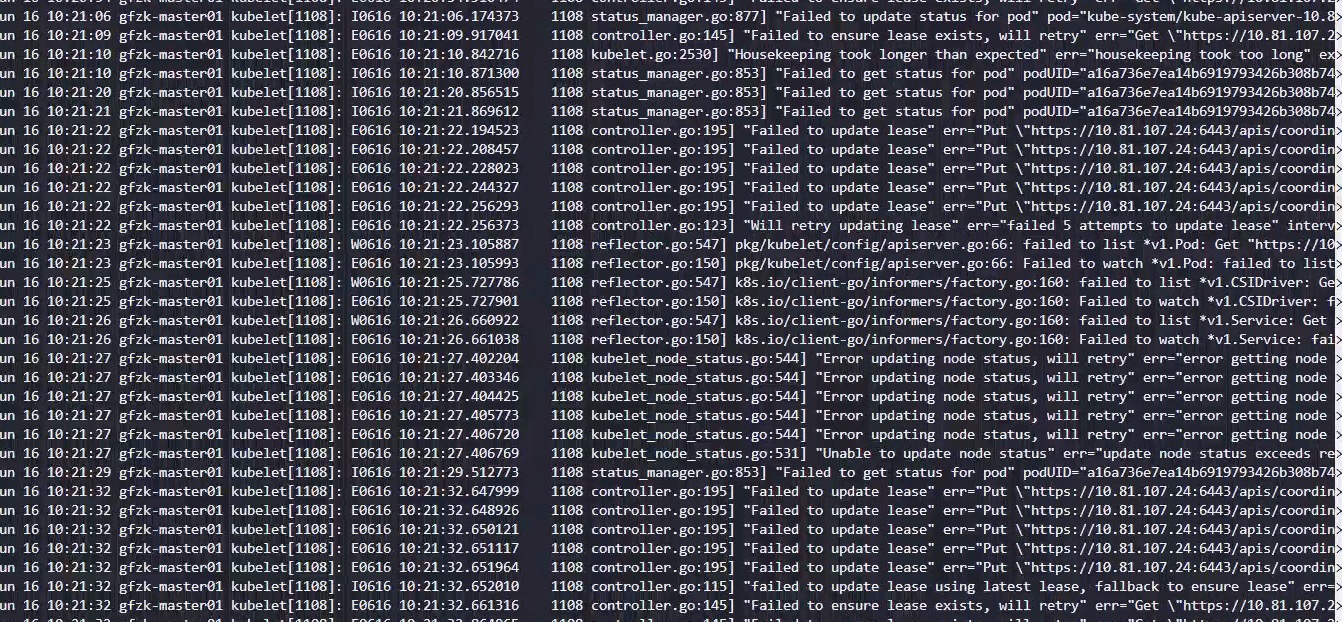 un 16 10:21:06 gfzk-master01 kubelet[1108]: I0616 10:21:06.174373 1108 status_manager.go:877] "Failed to update status for pod" pod="kube-system/kube-apiserver-10.8
un 16 10:21:09 gfzk-master01 kubelet[1108]: E0616 10:21:09.917041 1108 controller.go:145] "Failed to ensure lease exists, will retry" err="Get \"https://10.81.107.2>
un 16 10:21:10 gfzk-master01 kubelet[1108]: E0616 10:21:10.842716 1108 kubelet.go:2530] "Housekeeping took longer than expected" err="housekeeping took too long" ex>
un 16 10:21:10 gfzk-master01 kubelet[1108]: I0616 10:21:10.871300 1108 status_manager.go:853] "Failed to get status for pod" podUID="a16a736e7ea14b6919793426b308b74>
un 16 10:21:20 gfzk-master01 kubelet[1108]: I0616 10:21:20.856515 1108 status_manager.go:853] "Failed to get status for pod" podUID="a16a736e7ea14b6919793426b308b74>
un 16 10:21:21 gfzk-master01 kubelet[1108]: I0616 10:21:21.869612 1108 status_manager.go:853] "Failed to get status for pod" podUID="a16a736e7ea14b6919793426b308b74>
un 16 10:21:22 gfzk-master01 kubelet[1108]: E0616 10:21:22.194523 1108 controller.go:195] "Failed to update lease" err="Put \"https://10.81.107.24:6443/apis/coordin>
un 16 10:21:22 gfzk-master01 kubelet[1108]: E0616 10:21:22.208457 1108 controller.go:195] "Failed to update lease" err="Put \"https://10.81.107.24:6443/apis/coordin>
un 16 10:21:22 gfzk-master01 kubelet[1108]: E0616 10:21:22.228023 1108 controller.go:195] "Failed to update lease" err="Put \"https://10.81.107.24:6443/apis/coordin>
un 16 10:21:22 gfzk-master01 kubelet[1108]: E0616 10:21:22.244327 1108 controller.go:195] "Failed to update lease" err="Put \"https://10.81.107.24:6443/apis/coordin>
un 16 10:21:22 gfzk-master01 kubelet[1108]: E0616 10:21:22.256293 1108 controller.go:195] "Failed to update lease" err="Put \"https://10.81.107.24:6443/apis/coordin>
un 16 10:21:22 gfzk-master01 kubelet[1108]: E0616 10:21:22.256373 1108 controller.go:123] "Will retry updating lease" err="failed 5 attempts to update lease" interv>
un 16 10:21:23 gfzk-master01 kubelet[1108]: W0616 10:21:23.105887 1108 reflector.go:547] pkg/kubelet/config/apiserver.go:66: failed to list *v1.Pod: Get "https://10>
un 16 10:21:23 gfzk-master01 kubelet[1108]: E0616 10:21:23.105993 1108 reflector.go:150] pkg/kubelet/config/apiserver.go:66: Failed to watch *v1.Pod: failed to list>
un 16 10:21:25 gfzk-master01 kubelet[1108]: W0616 10:21:25.727786 1108 reflector.go:547] k8s.io/client-go/informers/factory.go:160: failed to list *v1.CSIDriver: Ge>
un 16 10:21:25 gfzk-master01 kubelet[1108]: E0616 10:21:25.727901 1108 reflector.go:150] k8s.io/client-go/informers/factory.go:160: Failed to watch *v1.CSIDriver: f>
un 16 10:21:26 gfzk-master01 kubelet[1108]: W0616 10:21:26.660922 1108 reflector.go:547] k8s.io/client-go/informers/factory.go:160: failed to list *v1.Service: Get >
un 16 10:21:26 gfzk-master01 kubelet[1108]: E0616 10:21:26.661038 1108 reflector.go:150] k8s.io/client-go/informers/factory.go:160: Failed to watch *v1.Service: fai>
un 16 10:21:27 gfzk-master01 kubelet[1108]: E0616 10:21:27.402204 1108 kubelet_node_status.go:544] "Error updating node status, will retry" err="error getting node >
un 16 10:21:27 gfzk-master01 kubelet[1108]: E0616 10:21:27.403346 1108 kubelet_node_status.go:544] "Error updating node status, will retry" err="error getting node >
un 16 10:21:27 gfzk-master01 kubelet[1108]: E0616 10:21:27.404425 1108 kubelet_node_status.go:544] "Error updating node status, will retry" err="error getting node >
un 16 10:21:27 gfzk-master01 kubelet[1108]: E0616 10:21:27.405773 1108 kubelet_node_status.go:544] "Error updating node status, will retry" err="error getting node >
un 16 10:21:27 gfzk-master01 kubelet[1108]: E0616 10:21:27.406720 1108 kubelet_node_status.go:544] "Error updating node status, will retry" err="error getting node >
un 16 10:21:27 gfzk-master01 kubelet[1108]: E0616 10:21:27.406769 1108 kubelet_node_status.go:531] "Unable to update node status" err="update node status exceeds re>
un 16 10:21:29 gfzk-master01 kubelet[1108]: I0616 10:21:29.512773 1108 status_manager.go:853] "Failed to get status for pod" podUID="a16a736e7ea14b6919793426b308b74>
un 16 10:21:32 gfzk-master01 kubelet[1108]: E0616 10:21:32.647999 1108 controller.go:195] "Failed to update lease" err="Put \"https://10.81.107.24:6443/apis/coordin>
un 16 10:21:32 gfzk-master01 kubelet[1108]: E0616 10:21:32.648926 1108 controller.go:195] "Failed to update lease" err="Put \"https://10.81.107.24:6443/apis/coordin>
un 16 10:21:32 gfzk-master01 kubelet[1108]: E0616 10:21:32.650121 1108 controller.go:195] "Failed to update lease" err="Put \"https://10.81.107.24:6443/apis/coordin>
un 16 10:21:32 gfzk-master01 kubelet[1108]: E0616 10:21:32.651117 1108 controller.go:195] "Failed to update lease" err="Put \"https://10.81.107.24:6443/apis/coordin>
un 16 10:21:32 gfzk-master01 kubelet[1108]: E0616 10:21:32.651964 1108 controller.go:195] "Failed to update lease" err="Put \"https://10.81.107.24:6443/apis/coordin>
un 16 10:21:32 gfzk-master01 kubelet[1108]: I0616 10:21:32.652010 1108 controller.go:115] "failed to update lease using latest lease, fallback to ensure lease" err=>
un 16 10:21:32 gfzk-master01 kubelet[1108]: E0616 10:21:32.661316 1108 controller.go:145] "Failed to ensure lease exists, will retry" err="Get \"https://10.81.107.2>